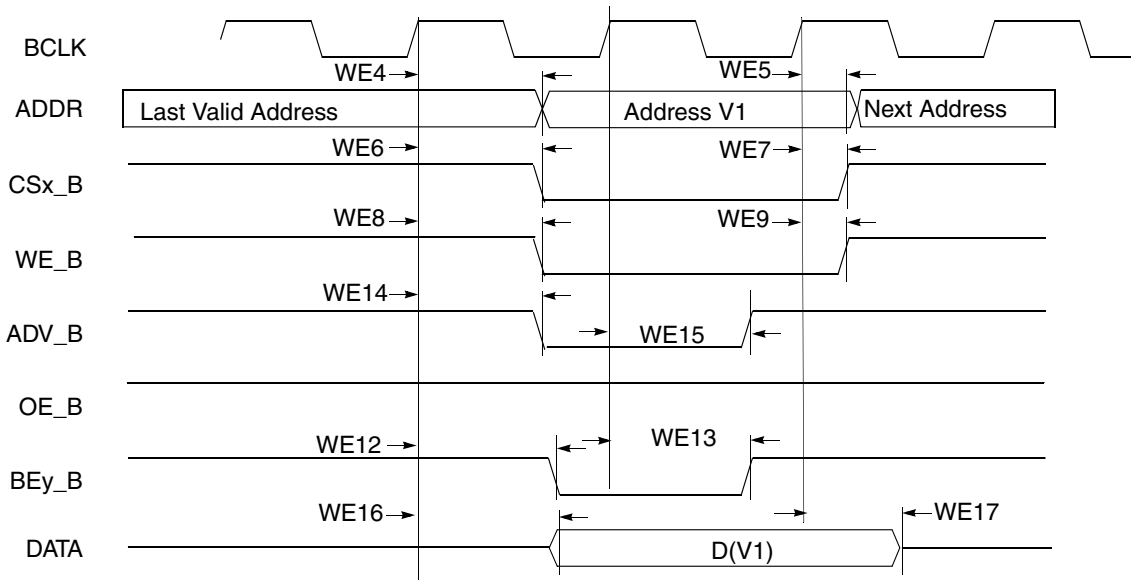 BCLK
WE4 WE5
ADDR Last Valid Address Address V1 Next Address
WE6 WE7
CSx_B
WE8 WE9
WE_B
WE14
ADV_B WE15
OE_B
WE12 WE13
BEy_B
WE16 WE17
DATA D(V1)